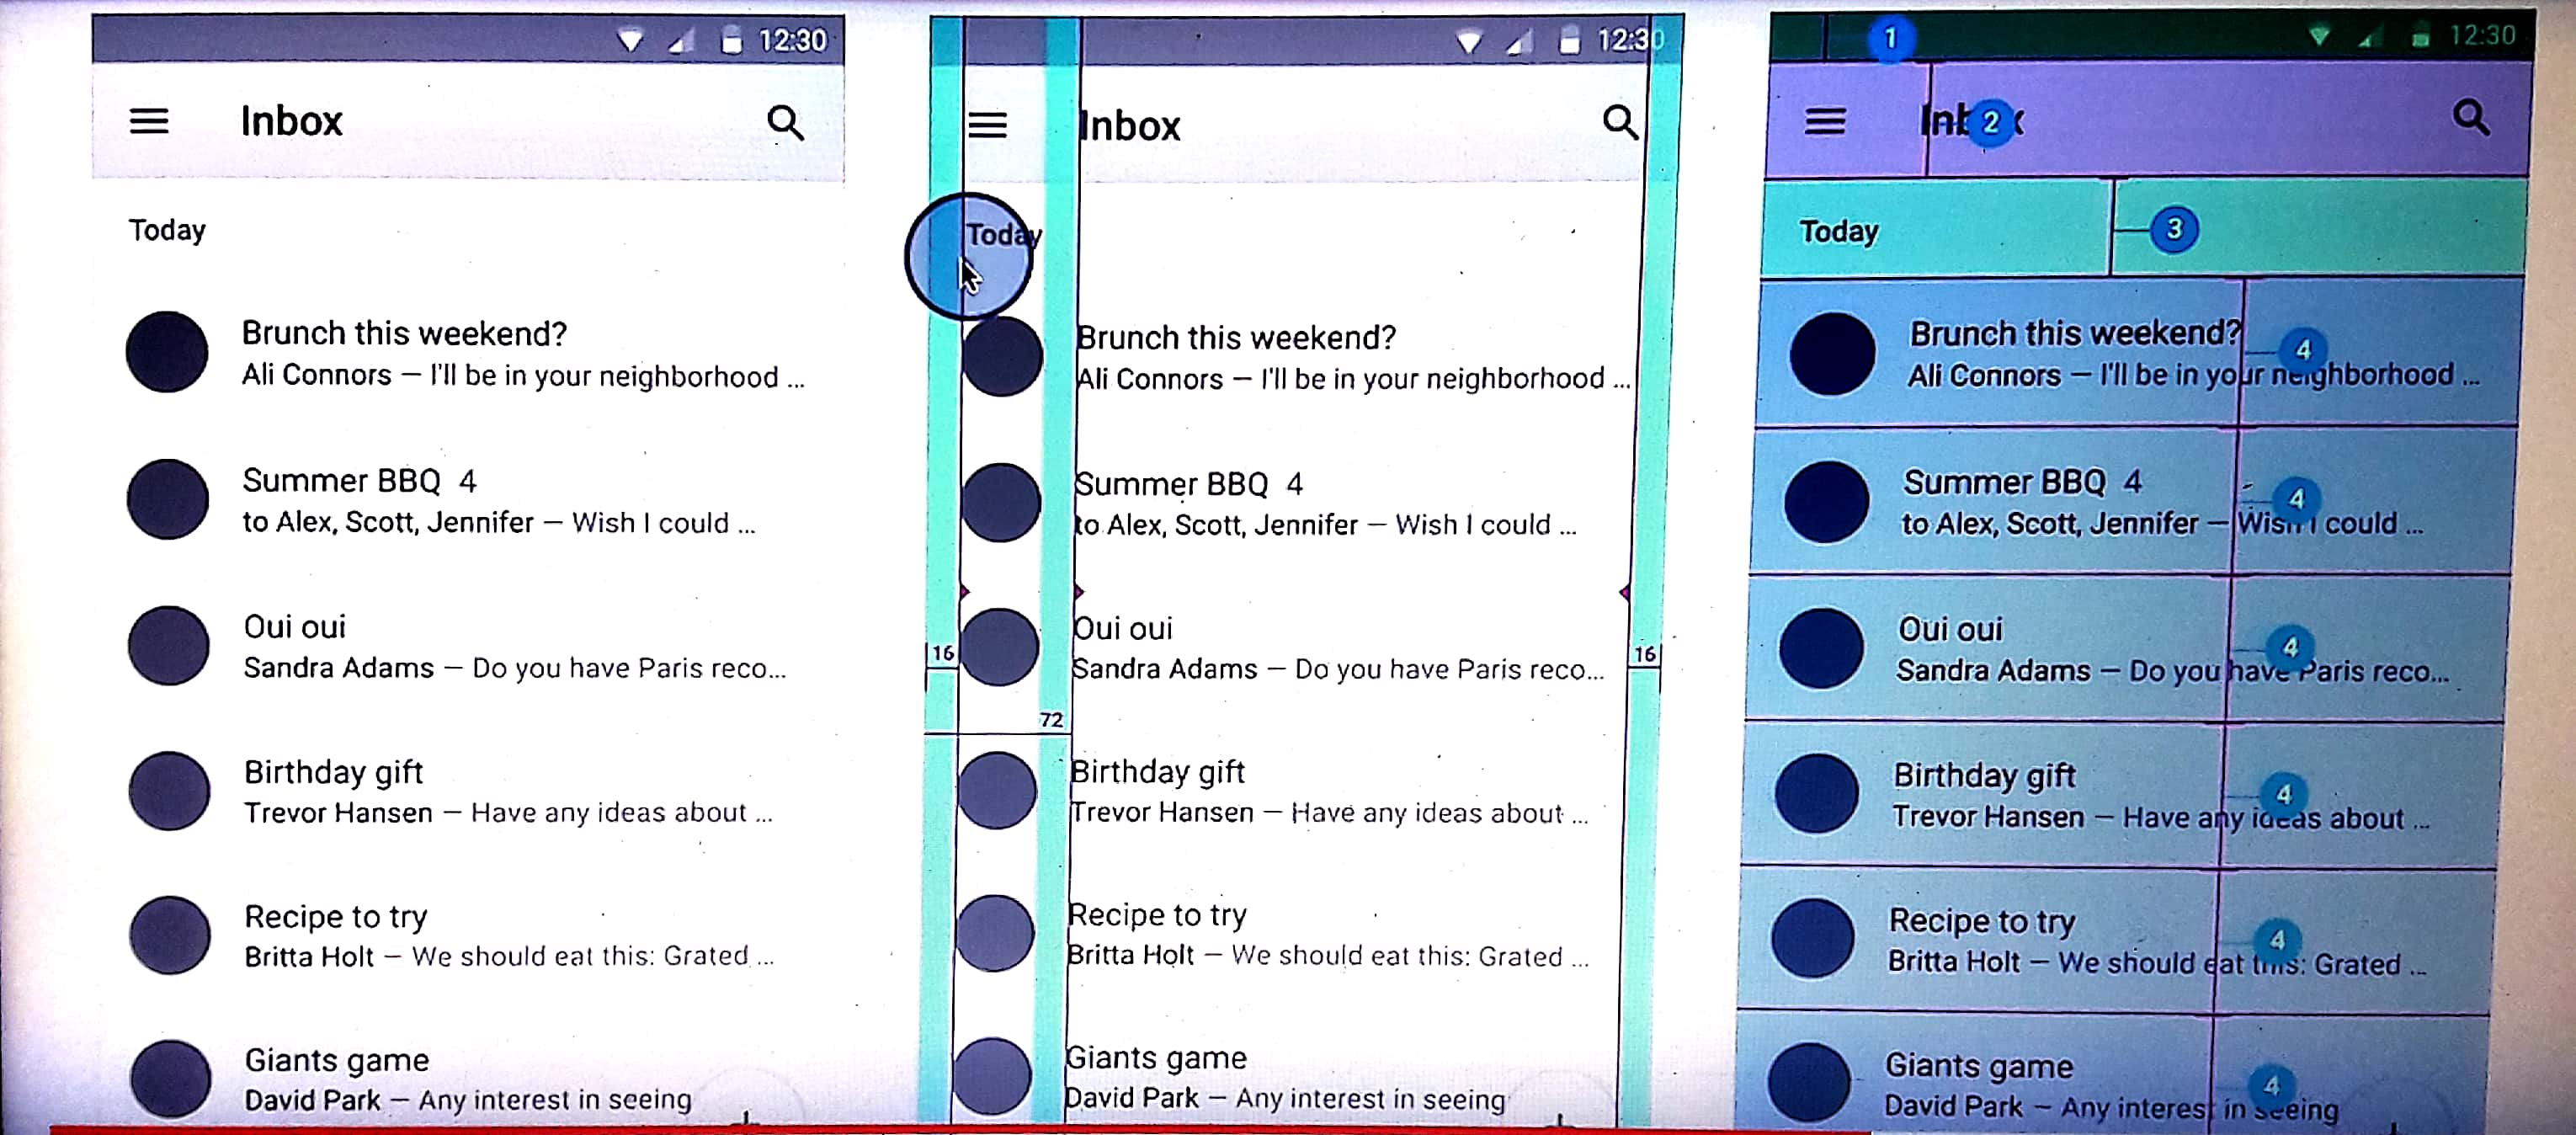 12:30
Inbox
Today
Brunch this weekend?
Ali Connors — I'll be in your neighborhood ...
Summer BBQ 4
to Alex, Scott, Jennifer — Wish I could ...
Oui oui
Sandra Adams — Do you have Paris reco...
Birthday gift
Trevor Hansen — Have any ideas about ...
Recipe to try
Britta Holt — We should eat this: Grated ...
Giants game
David Park — Any interest in seeing
12:30
Inbox
Today
Brunch this weekend?
Ali Connors — I'll be in your neighborhood ...
Summer BBQ 4
to Alex, Scott, Jennifer — Wish I could ...
Oui oui
16
16
Sandra Adams — Do you have Paris reco...
72
Birthday gift
Trevor Hansen — Have any ideas about ...
Recipe to try
Britta Holt — We should eat this: Grated ...
Giants game
David Park — Any interest in seeing
1
12:30
Inbox
2
Today
3
Brunch this weekend?
4
Ali Connors — I'll be in your neighborhood ...
Summer BBQ 4
4
to Alex, Scott, Jennifer — Wish I could ...
Oui oui
4
Sandra Adams — Do you have Paris reco...
Birthday gift
4
Trevor Hansen — Have any ideas about ...
Recipe to try
4
Britta Holt — We should eat this: Grated ...
Giants game
4
David Park — Any interest in seeing